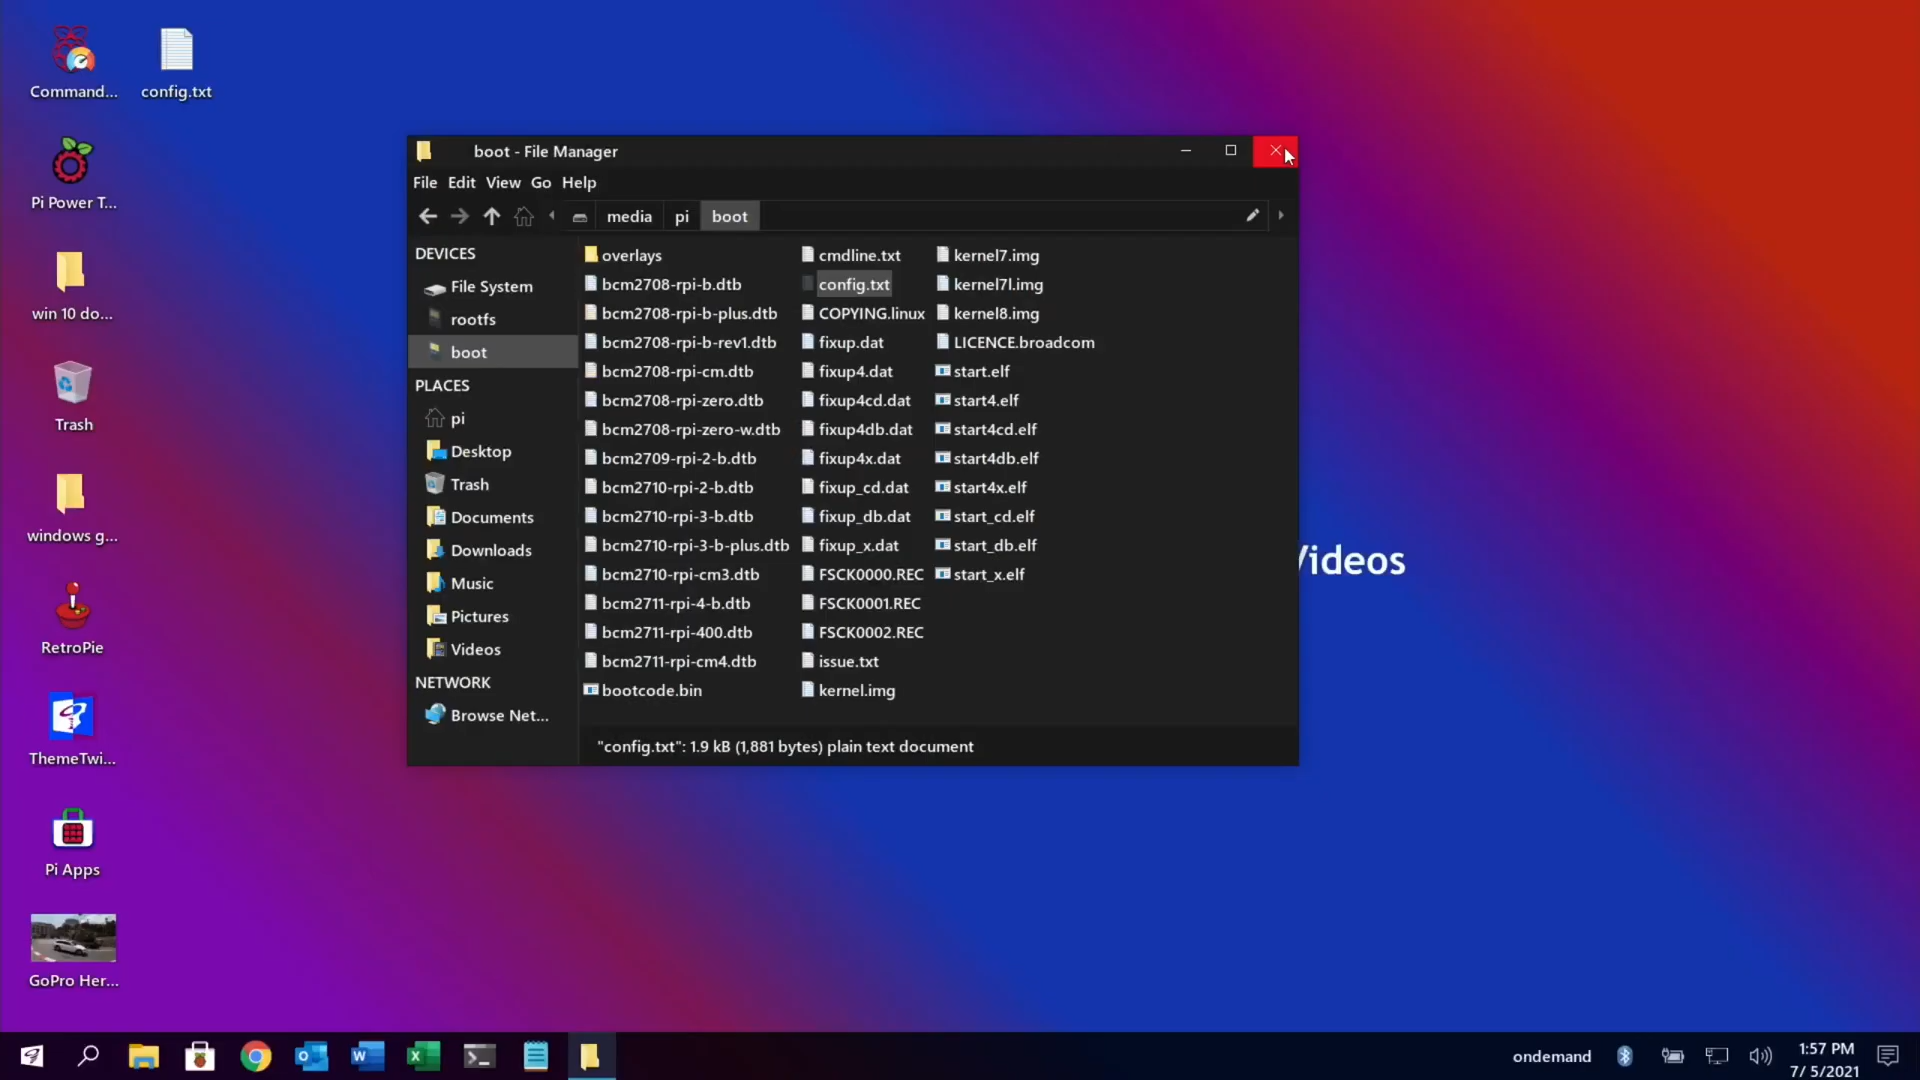 Command...
config.txt
Pi Power T...
win 10 do...
Trash
windows g...
RetroPie
ThemeTwi...
Pi Apps
GoPro Her...
boot - File Manager
File Edit View Go Help
media pi boot
DEVICES
File System
rootfs
boot
PLACES
pi
Desktop
Trash
Documents
Downloads
Music
Pictures
Videos
NETWORK
Browse Net...
overlays
bcm2708-rpi-b.dtb
bcm2708-rpi-b-plus.dtb
bcm2708-rpi-b-rev1.dtb
bcm2708-rpi-cm.dtb
bcm2708-rpi-zero.dtb
bcm2708-rpi-zero-w.dtb
bcm2709-rpi-2-b.dtb
bcm2710-rpi-2-b.dtb
bcm2710-rpi-3-b.dtb
bcm2710-rpi-3-b-plus.dtb
bcm2710-rpi-cm3.dtb
bcm2711-rpi-4-b.dtb
bcm2711-rpi-400.dtb
bcm2711-rpi-cm4.dtb
bootcode.bin
cmdline.txt
config.txt
COPYING.linux
fixup.dat
fixup4.dat
fixup4cd.dat
fixup4db.dat
fixup4x.dat
fixup_cd.dat
fixup_db.dat
fixup_x.dat
FSCK0000.REC
FSCK0001.REC
FSCK0002.REC
issue.txt
kernel.img
kernel7.img
kernel7l.img
kernel8.img
LICENCE.broadcom
start.elf
start4.elf
start4cd.elf
start4db.elf
start4x.elf
start_cd.elf
start_db.elf
start_x.elf
"config.txt": 1.9 kB (1,881 bytes) plain text document
Videos
ondemand
1:57 PM
7/ 5/2021